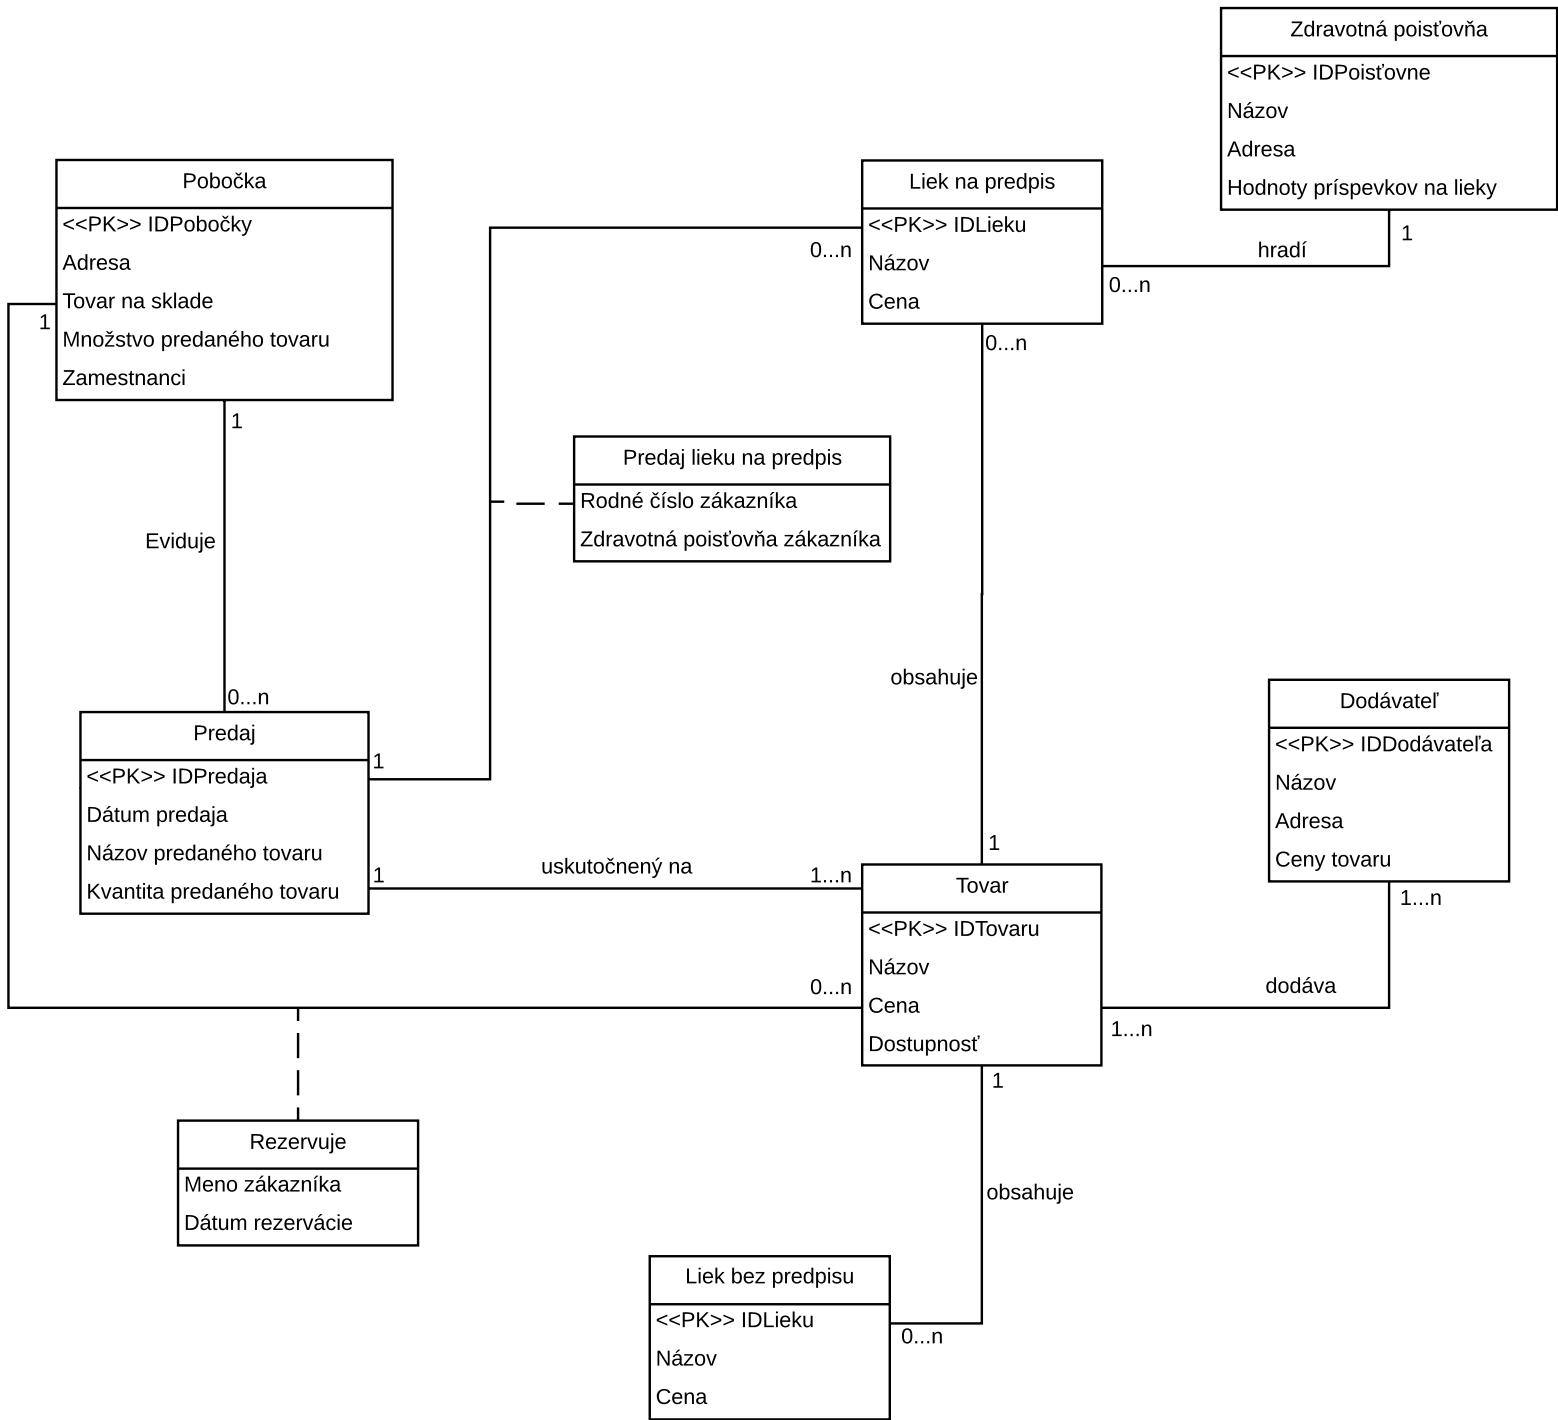 Zdravotná poisťovňa
<<PK>> IDPoisťovne
Názov
Adresa
Hodnoty príspevkov na lieky
1
hradí
0...n
Pobočka
<<PK>> IDPobočky
Adresa
Tovar na sklade
Množstvo predaného tovaru
Zamestnanci
1
1
Liek na predpis
<<PK>> IDLieku
Názov
Cena
0...n
0...n
Predaj lieku na predpis
Rodné číslo zákazníka
Zdravotná poisťovňa zákazníka
Eviduje
0...n
obsahuje
1
Predaj
<<PK>> IDPredaja
Dátum predaja
Názov predaného tovaru
Kvantita predaného tovaru
1
1
uskutočnený na
1...n
0...n
Dodávateľ
<<PK>> IDDodávateľa
Názov
Adresa
Ceny tovaru
1...n
dodáva
1...n
Tovar
<<PK>> IDTovaru
Názov
Cena
Dostupnosť
1
obsahuje
0...n
Rezervuje
Meno zákazníka
Dátum rezervácie
Liek bez predpisu
<<PK>> IDLieku
Názov
Cena